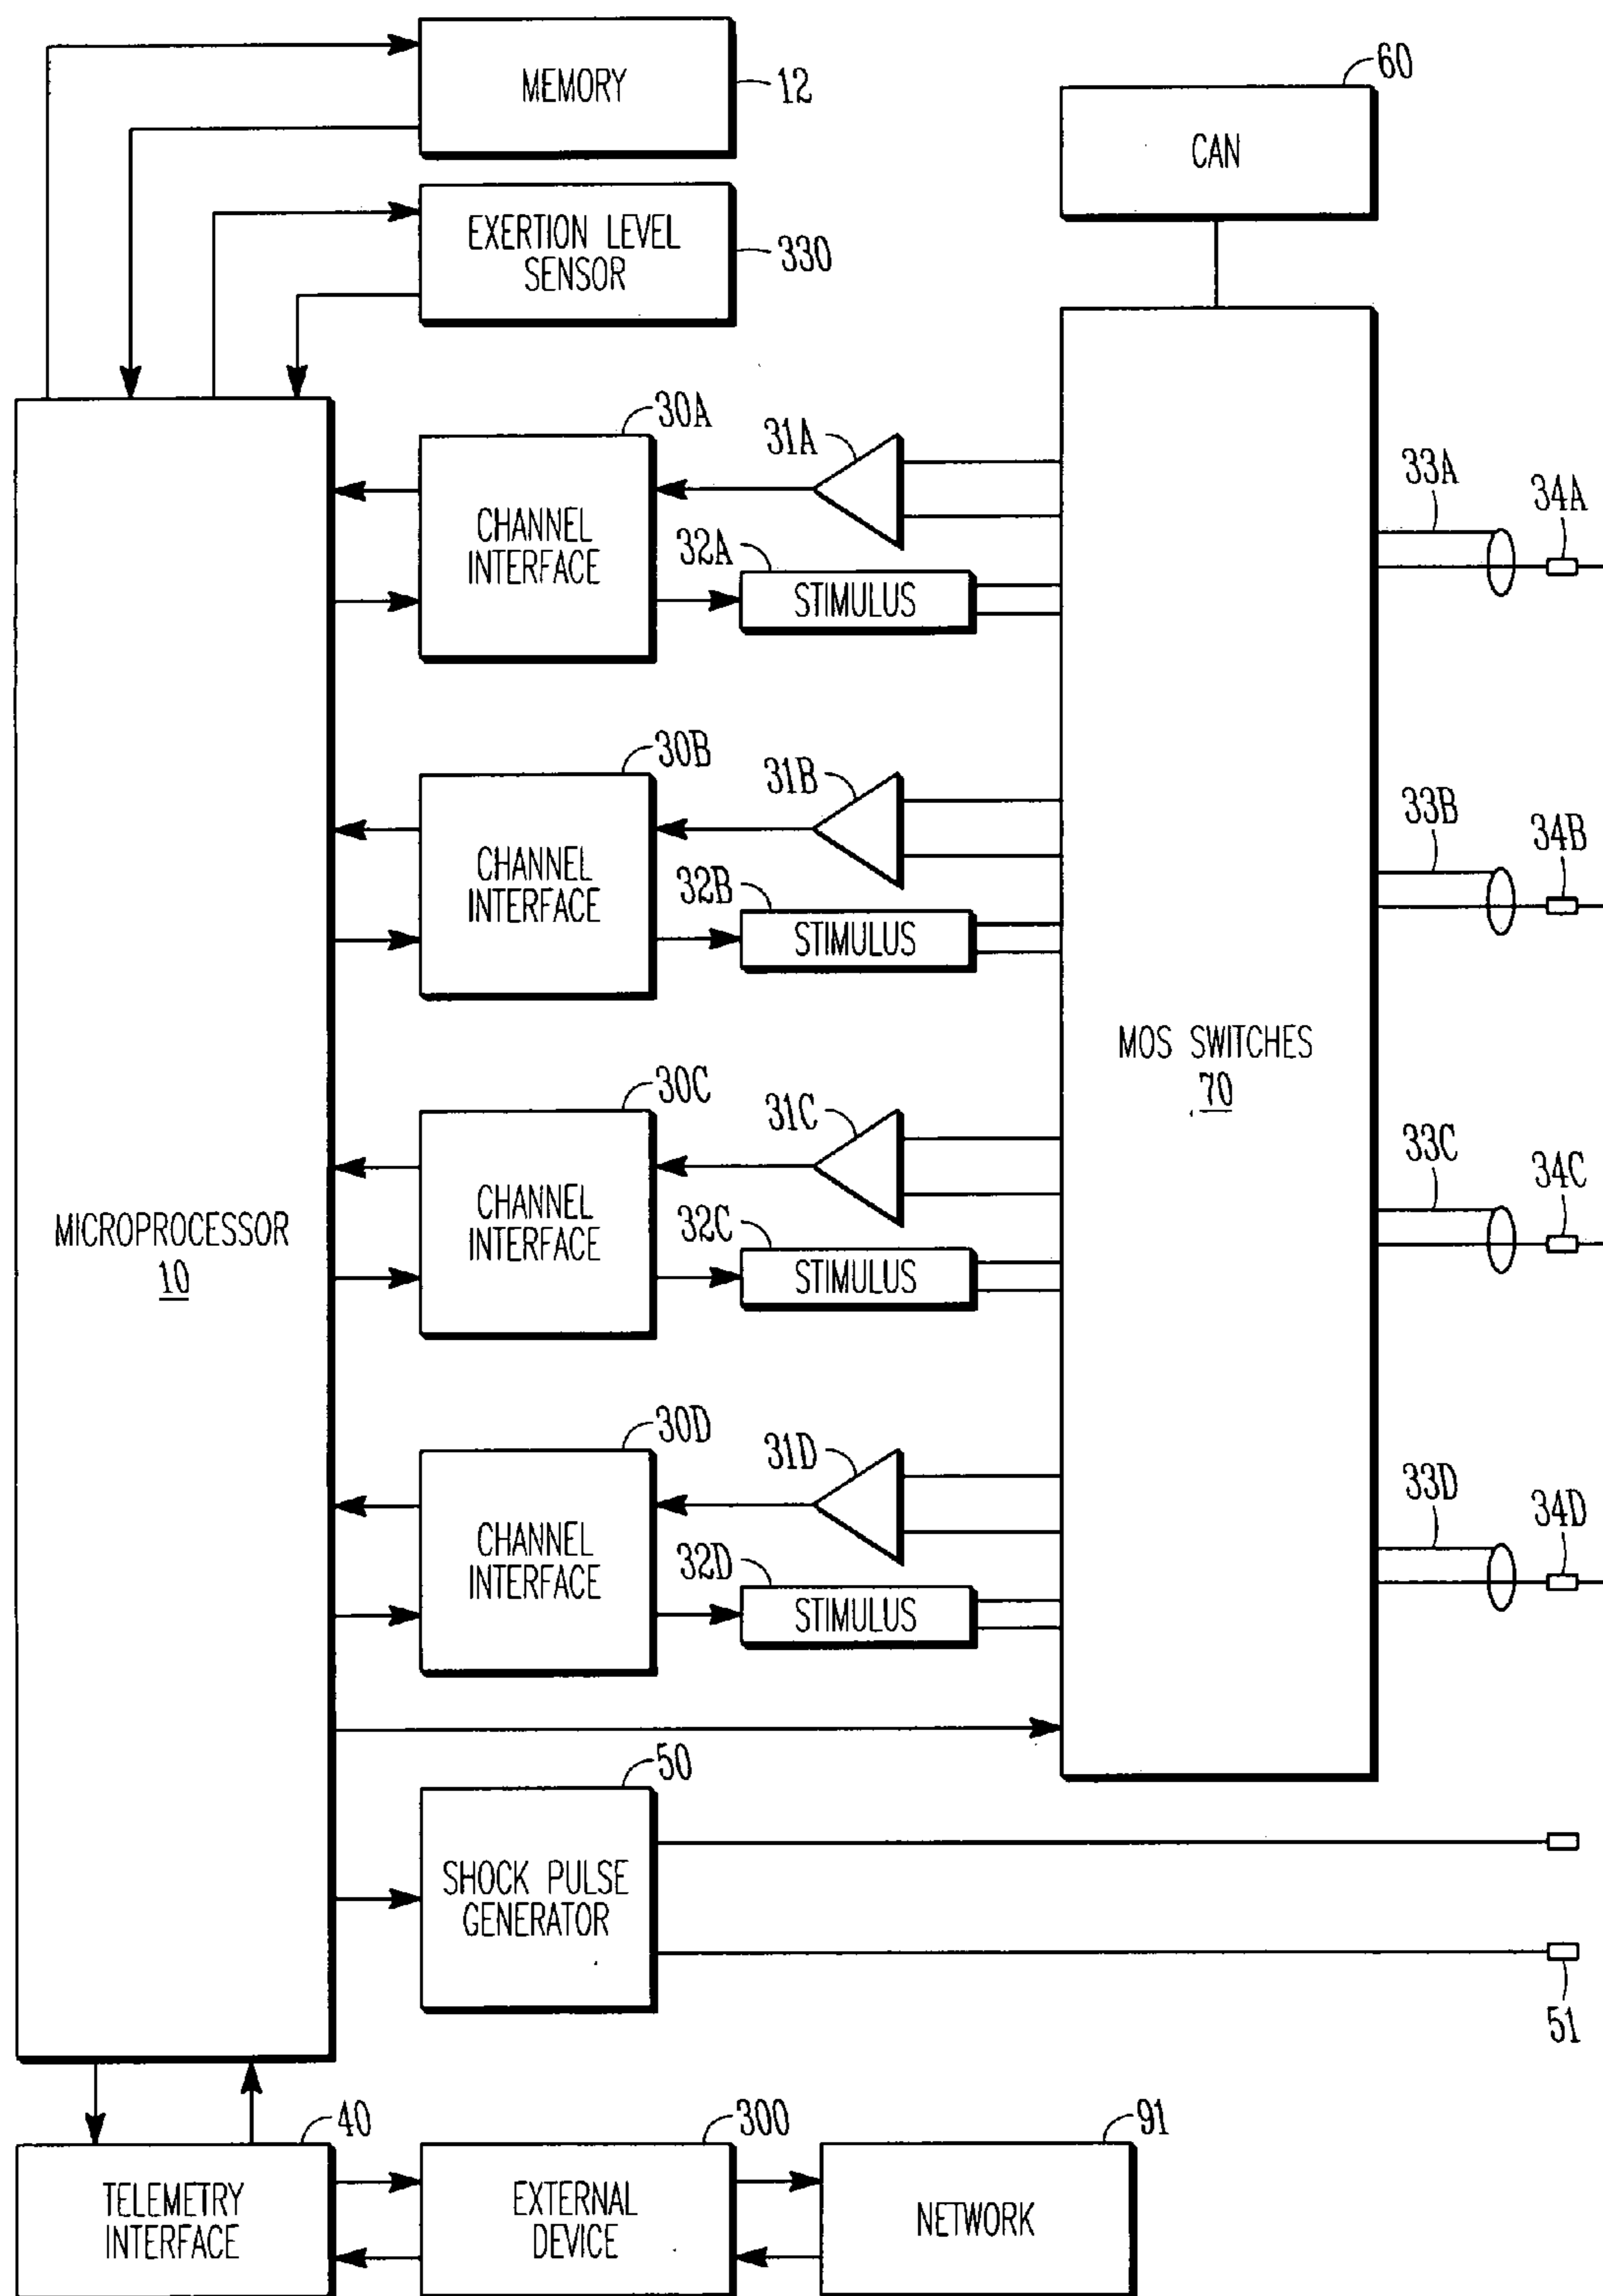 MEMORY
12
60
CAN
EXERTION LEVEL
SENSOR
330
30A
31A
33A
34A
CHANNEL
INTERFACE
32A
STIMULUS
30B
31B
33B
34B
CHANNEL
INTERFACE
32B
STIMULUS
MOS SWITCHES
70
30C
31C
33C
34C
CHANNEL
INTERFACE
32C
STIMULUS
MICROPROCESSOR
10
30D
31D
33D
34D
CHANNEL
INTERFACE
32D
STIMULUS
50
SHOCK PULSE
GENERATOR
51
40
300
91
TELEMETRY
INTERFACE
EXTERNAL
DEVICE
NETWORK